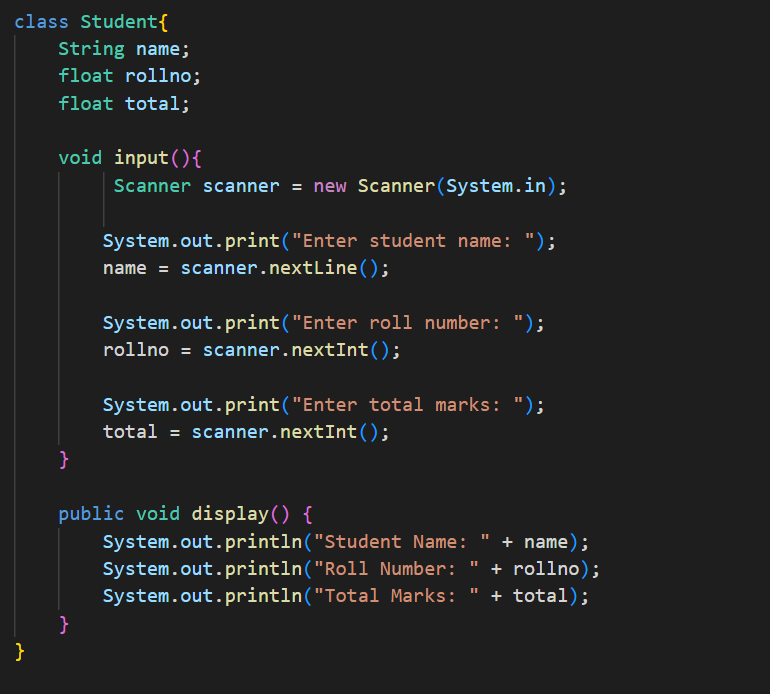 class Student{
    String name;
    float rollno;
    float total;

    void input(){
         Scanner scanner = new Scanner(System.in);

        System.out.print("Enter student name: ");
        name = scanner.nextLine();

        System.out.print("Enter roll number: ");
        rollno = scanner.nextInt();

        System.out.print("Enter total marks: ");
        total = scanner.nextInt();
    }

    public void display() {
        System.out.println("Student Name: " + name);
        System.out.println("Roll Number: " + rollno);
        System.out.println("Total Marks: " + total);
    }
}